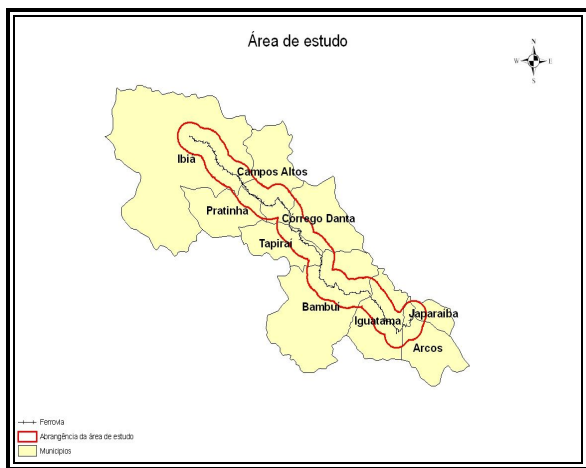 Área de estudo
N
W E
S
Ibiá
Campos Altos
Pratinha
Córrego Danta
Tapiraí
Bambuí
Iguatama
Japaraíba
Arcos
Ferrovia
Abrangência da área de estudo
Municípios